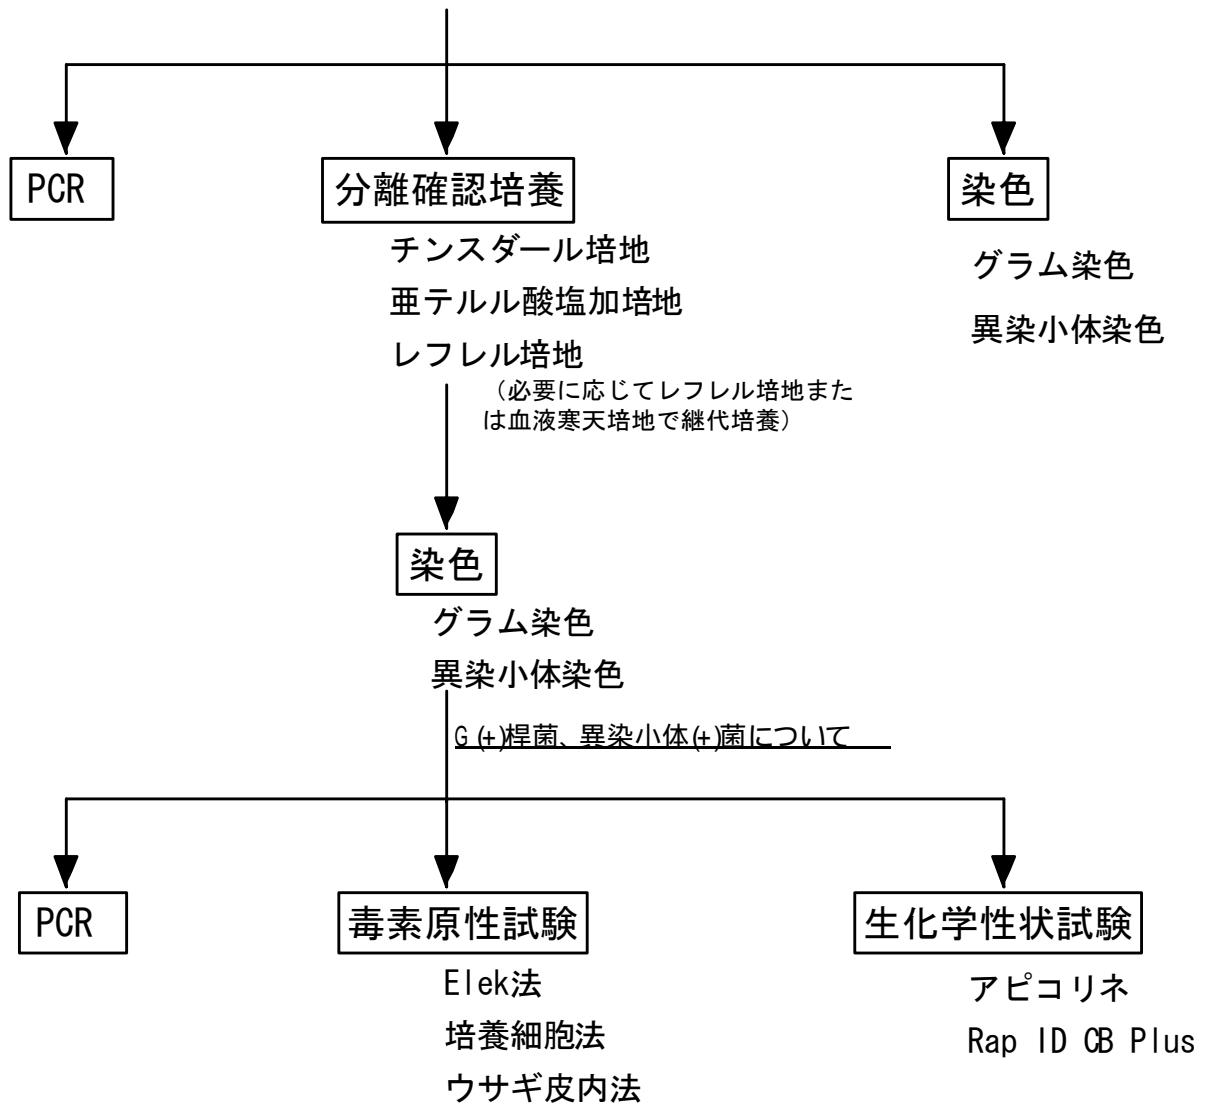 PCR
分離確認培養
染色
チンスダール培地
亜テルル酸塩加培地
レフレル培地
(必要に応じてレフレル培地また
は血液寒天培地で継代培養)
グラム染色
異染小体染色
染色
グラム染色
異染小体染色
G(+)桿菌、異染小体(+)菌について
PCR
毒素原性試験
生化学性状試験
Elek法
培養細胞法
ウサギ皮内法
アピコリネ
Rap ID CB Plus